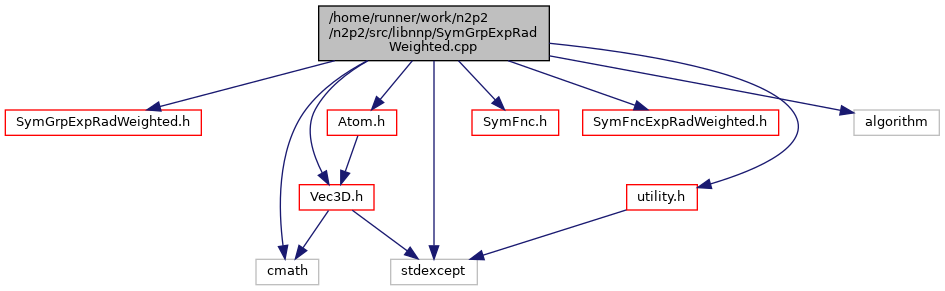 /home/runner/work/n2p2
/n2p2/src/libnnp/SymGrpExpRad
Weighted.cpp
SymGrpExpRadWeighted.h
Atom.h
SymFnc.h
SymFncExpRadWeighted.h
algorithm
Vec3D.h
utility.h
cmath
stdexcept